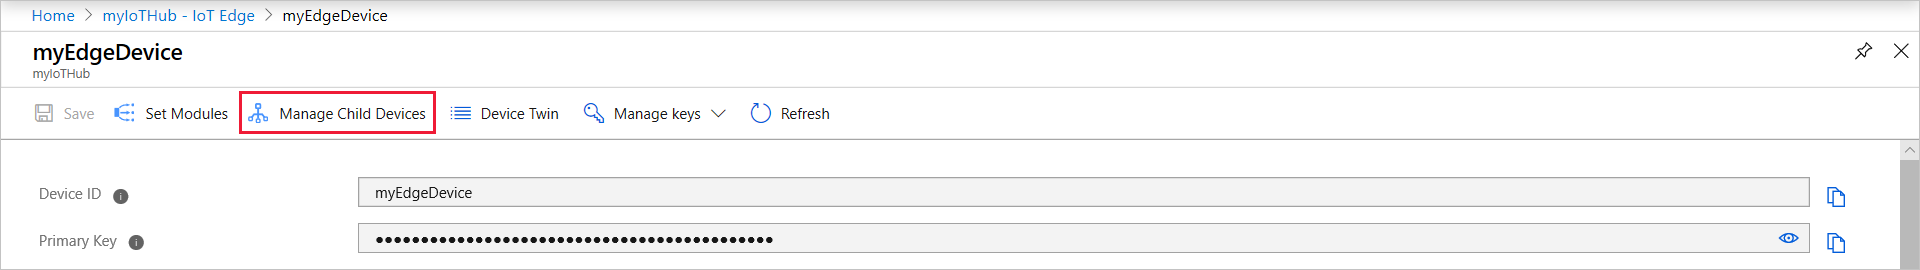 Home > myIoTHub - IoT Edge > myEdgeDevice
myEdgeDevice
myIoTHub
Save Set Modules Manage Child Devices Device Twin Manage keys Refresh
Device ID myEdgeDevice
Primary Key ●●●●●●●●●●●●●●●●●●●●●●●●●●●●●●●●●●●●●●●●●●●●